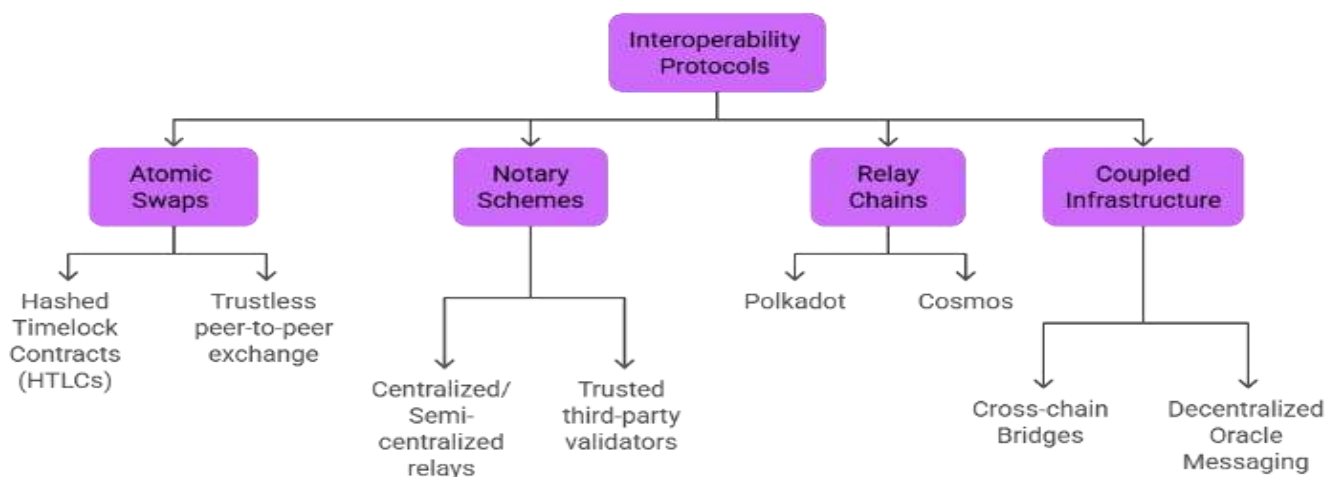 Interoperability
Protocols
Atomic
Swaps
Notary
Schemes
Relay
Chains
Coupled
Infrastructure
Hashed
Timelock
Contracts
(HTLCs)
Trustless
peer-to-peer
exchange
Centralized/
Semi-
centralized
relays
Trusted
third-party
validators
Polkadot
Cosmos
Cross-chain
Bridges
Decentralized
Oracle
Messaging